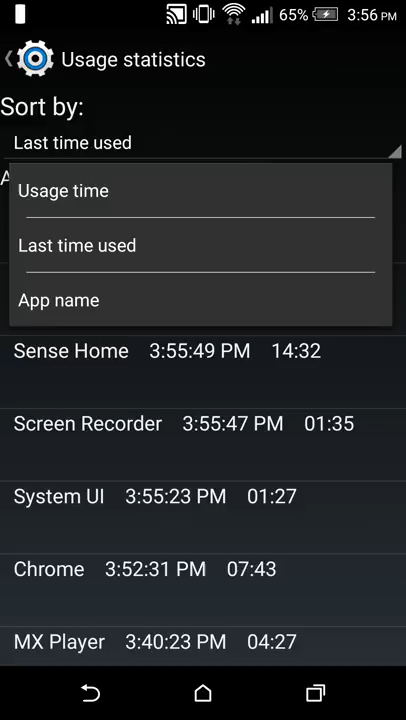 65% 3:56 PM
Usage statistics
Sort by:
Last time used
A
Usage time
Last time used
App name
Sense Home 3:55:49 PM 14:32
Screen Recorder 3:55:47 PM 01:35
System UI 3:55:23 PM 01:27
Chrome 3:52:31 PM 07:43
MX Player 3:40:23 PM 04:27